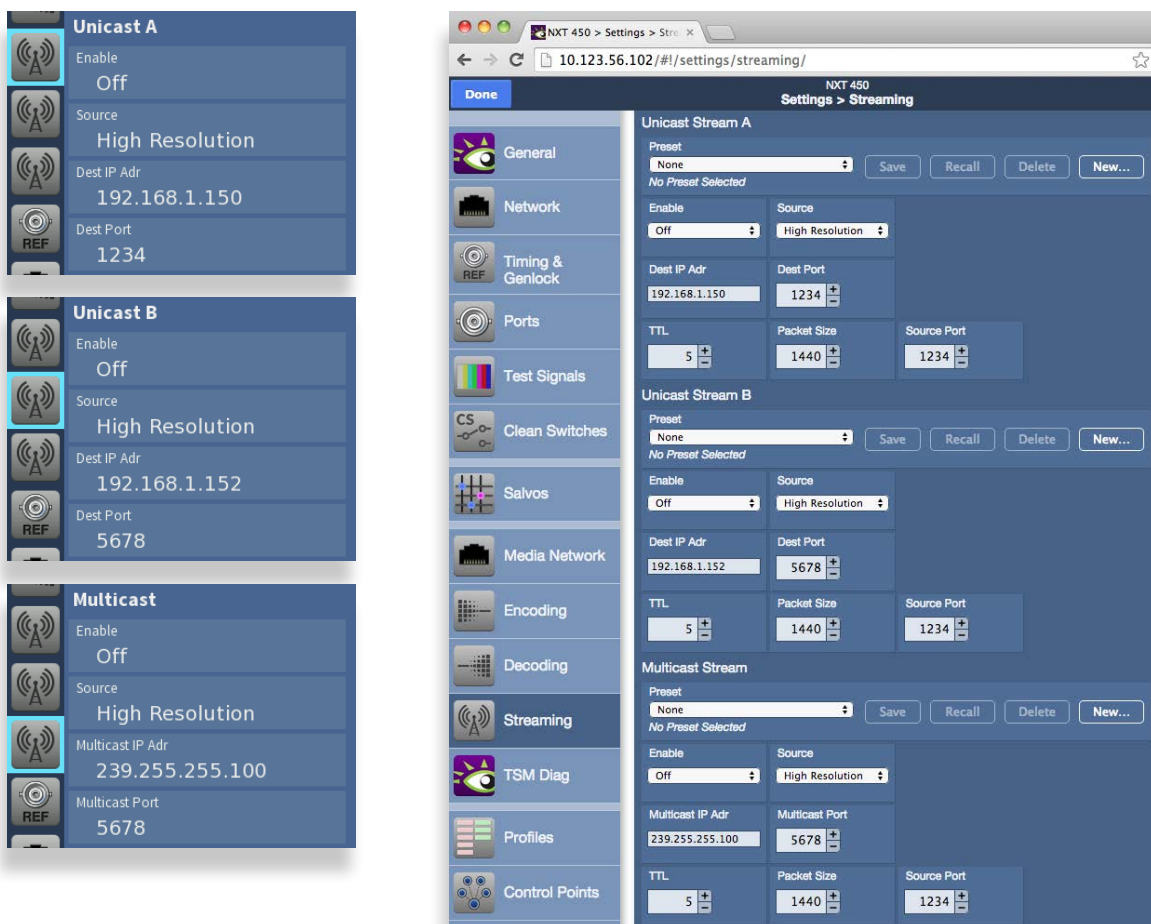 Unicast A
Enable
Off
Source
High Resolution
Dest IP Adr
192.168.1.150
Dest Port
1234
REF
Unicast B
Enable
Off
Source
High Resolution
Dest IP Adr
192.168.1.152
Dest Port
5678
REF
Multicast
Enable
Off
Source
High Resolution
Multicast IP Adr
239.255.255.100
Multicast Port
5678
REF
NXT 450 > Settings > Stre
10.123.56.102/#!/settings/streaming/
Done
NXT 450
Settings > Streaming
General
Network
REF
Timing &
Genlock
Ports
Test Signals
CS
Clean Switches
Salvos
Media Network
Encoding
Decoding
Streaming
TSM Diag
Profiles
Control Points
Unicast Stream A
Preset
None Save Recall Delete New...
No Preset Selected
Enable Source
Off High Resolution
Dest IP Adr Dest Port
192.168.1.150 1234
TTL Packet Size Source Port
5 1440 1234
Unicast Stream B
Preset
None Save Recall Delete New...
No Preset Selected
Enable Source
Off High Resolution
Dest IP Adr Dest Port
192.168.1.152 5678
TTL Packet Size Source Port
5 1440 1234
Multicast Stream
Preset
None Save Recall Delete New...
No Preset Selected
Enable Source
Off High Resolution
Multicast IP Adr Multicast Port
239.255.255.100 5678
TTL Packet Size Source Port
5 1440 1234